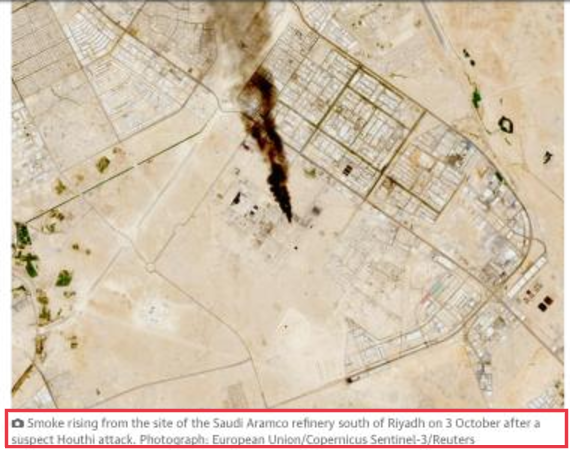 Smoke rising from the site of the Saudi Aramco refinery south of Riyadh on 3 October after a
suspect Houthi attack. Photograph: European Union/Copernicus Sentinel-3/Reuters